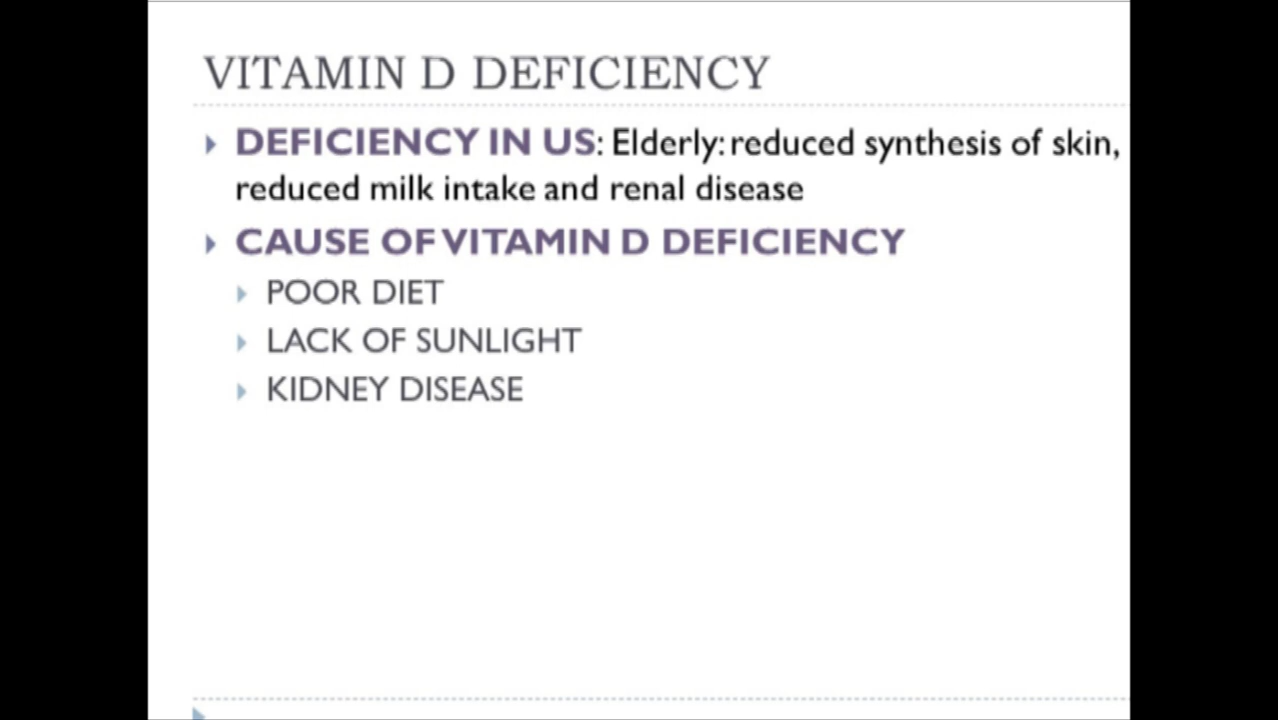 VITAMIN D DEFICIENCY
DEFICIENCY IN US: Elderly: reduced synthesis of skin,
reduced milk intake and renal disease
CAUSE OF VITAMIN D DEFICIENCY
POOR DIET
LACK OF SUNLIGHT
KIDNEY DISEASE